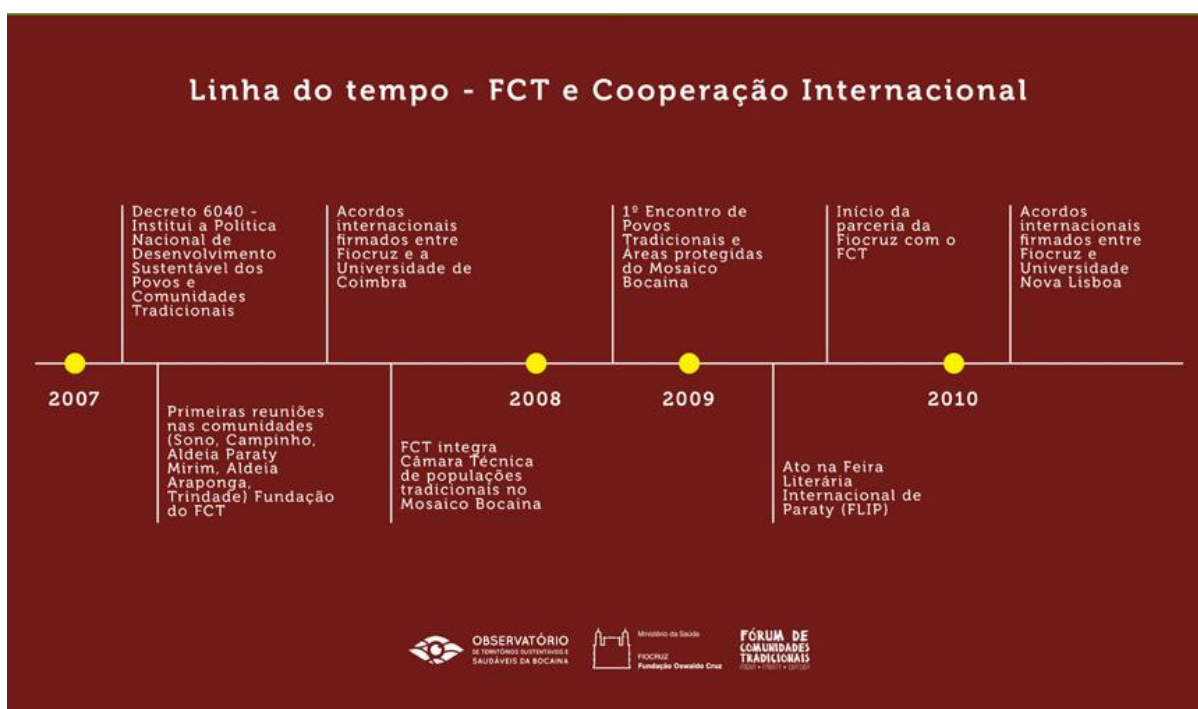 Linha do tempo - FCT e Cooperação Internacional
Decreto 6040 -
Institui a Política
Nacional de
Desenvolvimento
Sustentável dos
Povos e
Comunidades
Tradicionais
Acordos
internacionais
firmados entre
Fiocruz e a
Universidade de
Coimbra
1º Encontro de
Povos
Tradicionais e
Áreas protegidas
do Mosaico
Bocaina
Início da
parceria da
Fiocruz com o
FCT
Acordos
internacionais
firmados entre
Fiocruz e
Universidade
Nova Lisboa
2007
2008
2009
2010
Primeiras reuniões
nas comunidades
(Sono, Campinho,
Aldeia Paraty
Mirim, Aldeia
Araponga,
Trindade) Fundação
do FCT
FCT integra
Câmara Técnica
de populações
tradicionais no
Mosaico Bocaina
Ato na Feira
Literária
Internacional de
Paraty (FLIP)
OBSERVATÓRIO
DE TERRITÓRIOS SUSTENTÁVEIS E
SAUDÁVEIS DA BOCAINA
Ministério da Saúde
FIOCRUZ
Fundação Oswaldo Cruz
FÓRUM DE
COMUNIDADES
TRADICIONAIS